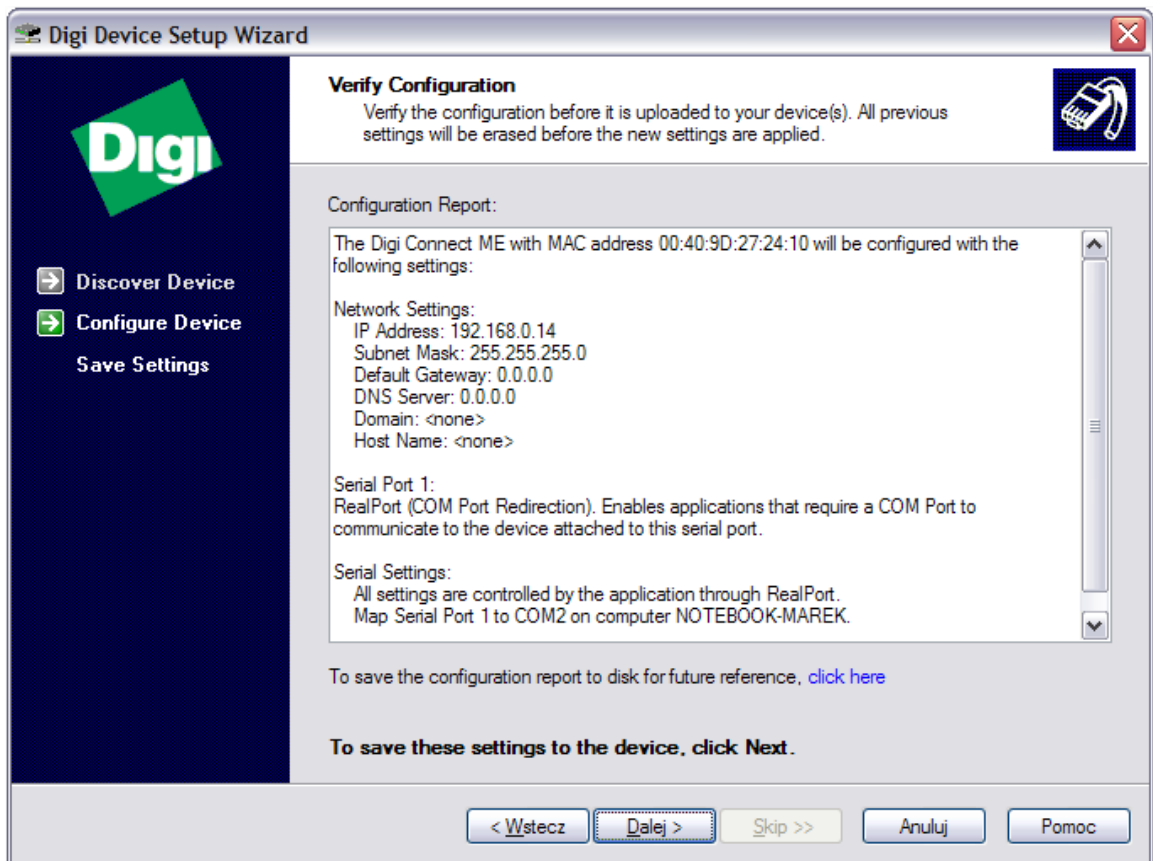 Digi Device Setup Wizard
Digi
Discover Device
Configure Device
Save Settings
Verify Configuration
Verify the configuration before it is uploaded to your device(s). All previous
settings will be erased before the new settings are applied.
Configuration Report:
The Digi Connect ME with MAC address 00:40:9D:27:24:10 will be configured with the
following settings:
Network Settings:
IP Address: 192.168.0.14
Subnet Mask: 255.255.255.0
Default Gateway: 0.0.0.0
DNS Server: 0.0.0.0
Domain: <none>
Host Name: <none>
Serial Port 1:
RealPort (COM Port Redirection). Enables applications that require a COM Port to
communicate to the device attached to this serial port.
Serial Settings:
All settings are controlled by the application through RealPort.
Map Serial Port 1 to COM2 on computer NOTEBOOK-MAREK.
To save the configuration report to disk for future reference, click here
To save these settings to the device, click Next.
< Wstecz
Dalej >
Skip >>
Anuluj
Pomoc